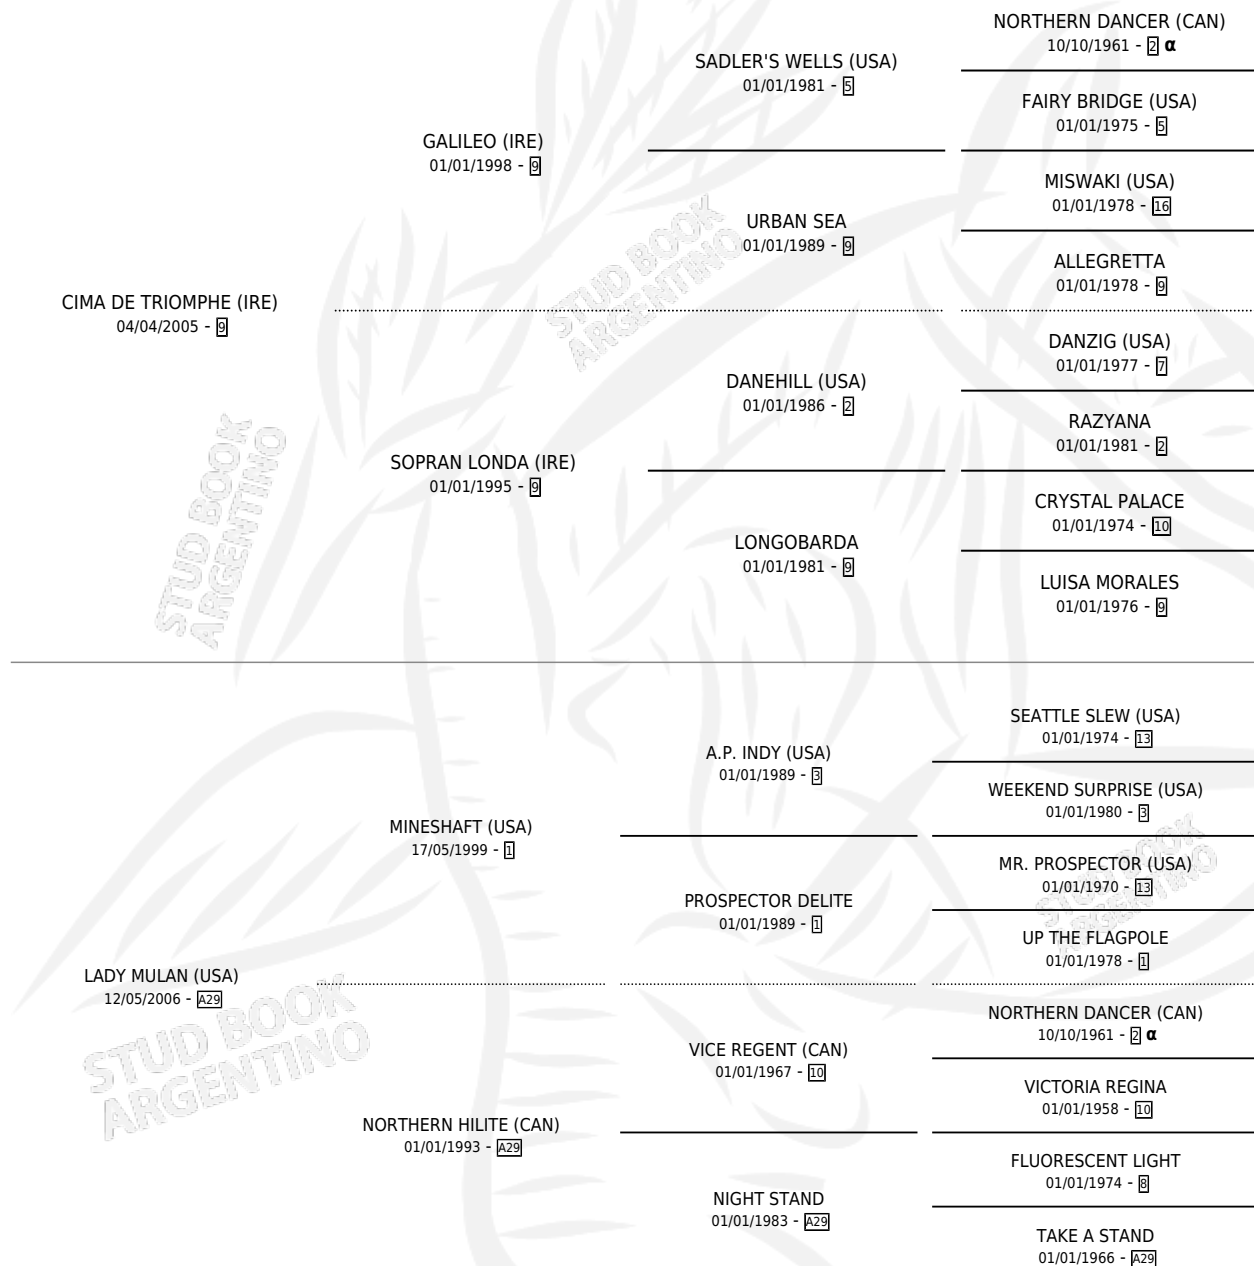 NORTHERN DANCER (CAN)
10/10/1961 - 2 α
SADLER'S WELLS (USA)
01/01/1981 - 5
FAIRY BRIDGE (USA)
01/01/1975 - 5
GALILEO (IRE)
01/01/1998 - 9
MISWAKI (USA)
01/01/1978 - 16
URBAN SEA
01/01/1989 - 9
ALLEGRETTA
01/01/1978 - 9
CIMA DE TRIOMPHE (IRE)
04/04/2005 - 9
STUD BOOK
ARGENTINO
DANZIG (USA)
01/01/1977 - 7
DANEHILL (USA)
01/01/1986 - 2
RAZYANA
01/01/1981 - 2
SOPRAN LONDA (IRE)
01/01/1995 - 9
CRYSTAL PALACE
01/01/1974 - 10
LONGOBARDA
01/01/1981 - 9
LUISA MORALES
01/01/1976 - 9
STUD BOOK
ARGENTINO
SEATTLE SLEW (USA)
01/01/1974 - 13
A.P. INDY (USA)
01/01/1989 - 3
WEEKEND SURPRISE (USA)
01/01/1980 - 3
MINESHAFT (USA)
17/05/1999 - 1
MR. PROSPECTOR (USA)
01/01/1970 - 13
STUD BOOK
ARGENTINO
PROSPECTOR DELITE
01/01/1989 - 1
UP THE FLAGPOLE
01/01/1978 - 1
LADY MULAN (USA)
12/05/2006 - A29
STUD BOOK
ARGENTINO
NORTHERN DANCER (CAN)
10/10/1961 - 2 α
VICE REGENT (CAN)
01/01/1967 - 10
VICTORIA REGINA
01/01/1958 - 10
NORTHERN HILITE (CAN)
01/01/1993 - A29
FLUORESCENT LIGHT
01/01/1974 - 8
NIGHT STAND
01/01/1983 - A29
TAKE A STAND
01/01/1966 - A29